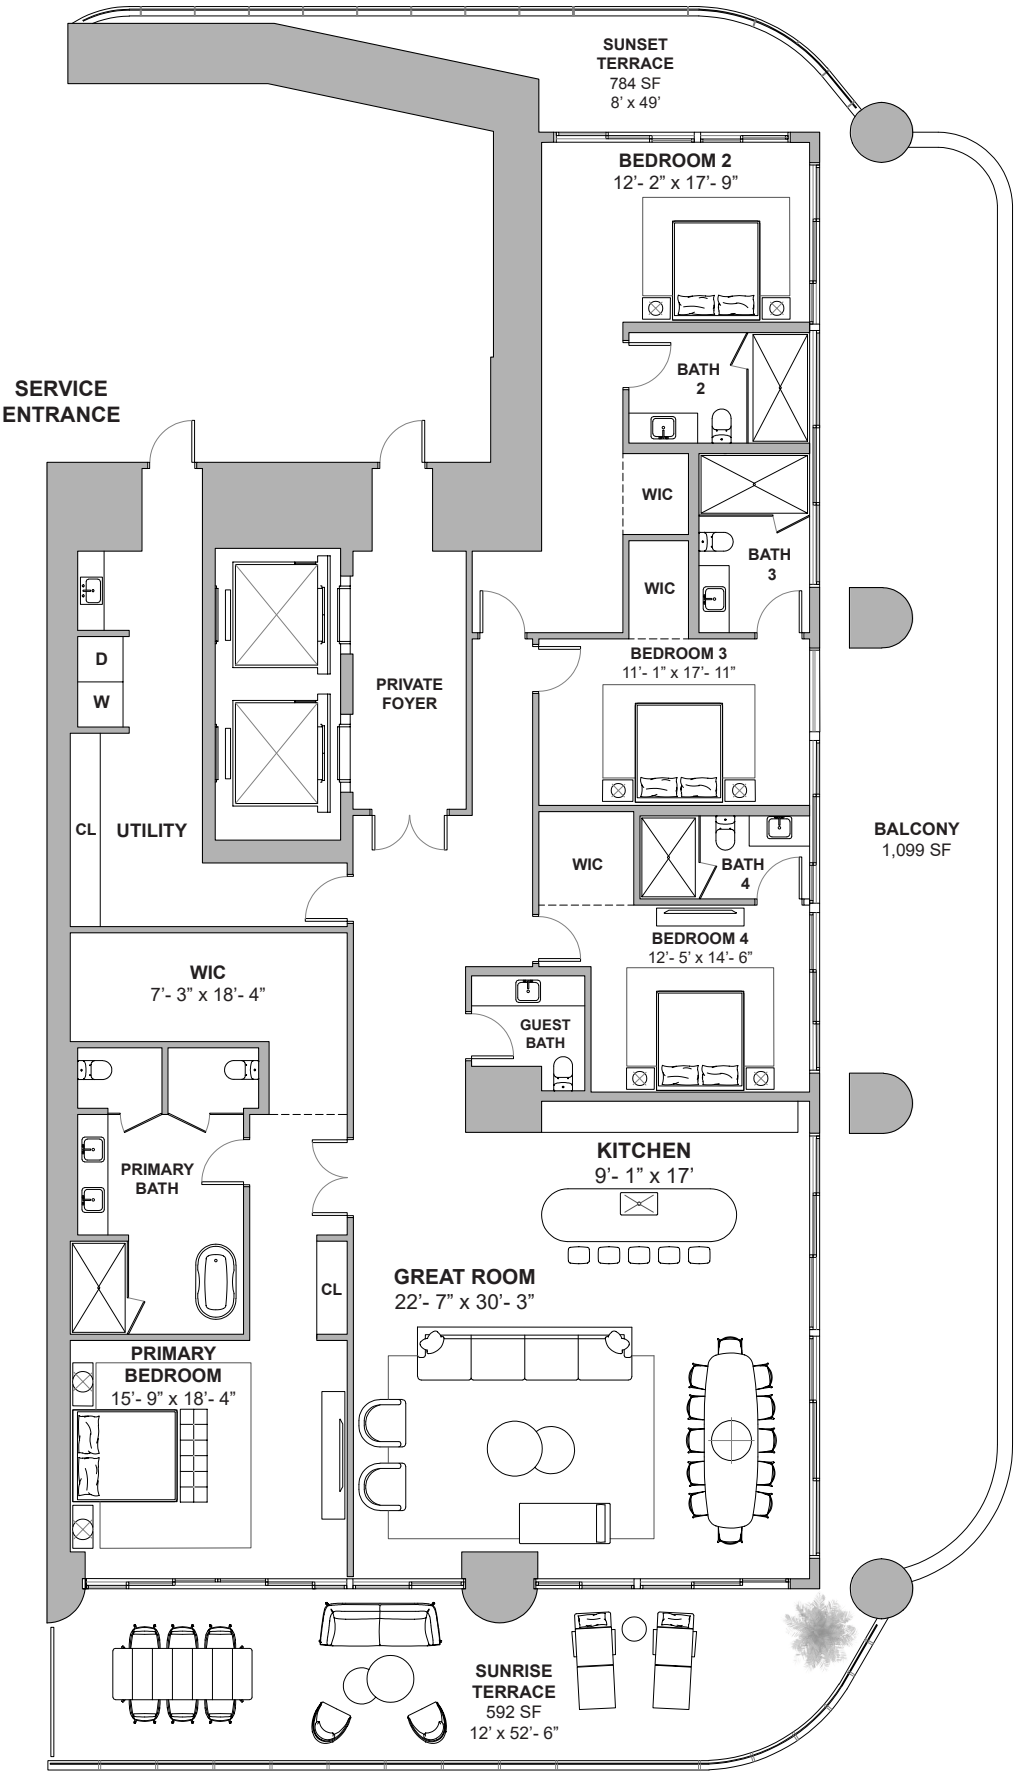 SUNSET
TERRACE
784 SF
8’ x 49’
BEDROOM 2
12’- 2” x 17’- 9”
SERVICE
ENTRANCE
BATH
2
WIC
BATH
3
WIC
D
W
PRIVATE
FOYER
BEDROOM 3
11’- 1” x 17’- 11”
CL
UTILITY
BALCONY
1,099 SF
WIC
BATH
4
BEDROOM 4
12’- 5’ x 14’- 6”
WIC
7’- 3” x 18’- 4”
GUEST
BATH
KITCHEN
9’- 1” x 17’
PRIMARY
BATH
GREAT ROOM
22’- 7” x 30’- 3”
CL
PRIMARY
BEDROOM
15’- 9” x 18’- 4”
SUNRISE
TERRACE
592 SF
12’ x 52’- 6”